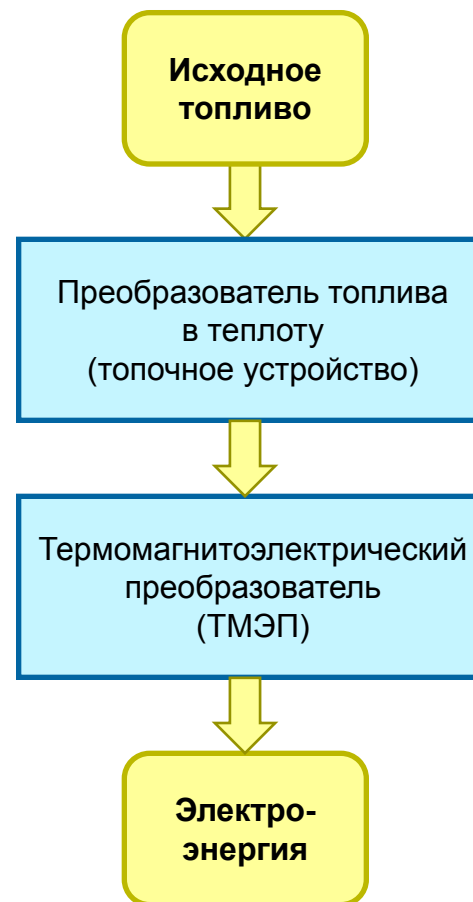 Исходное
топливо
Преобразователь топлива
в теплоту
(топочное устройство)
Термомагнитоэлектрический
преобразователь
(ТМЭП)
Электро-
энергия